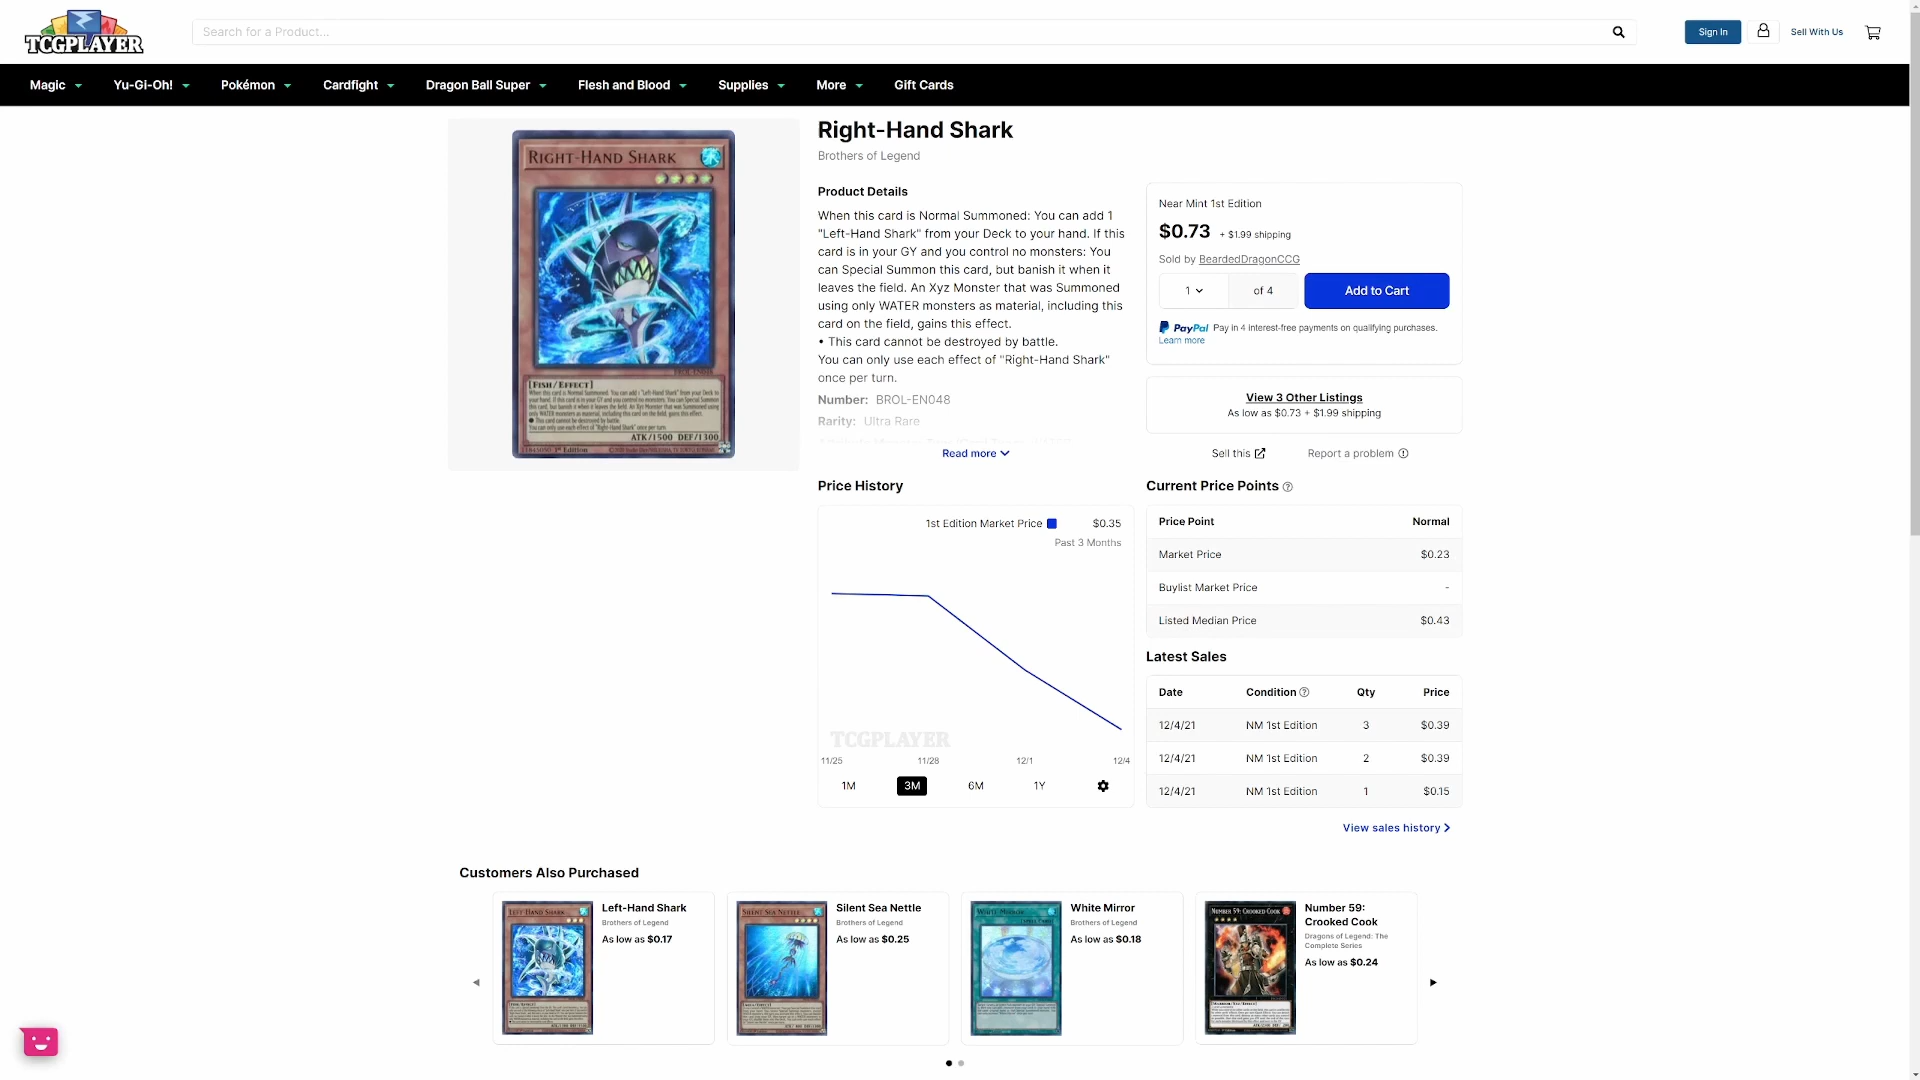 TCGPLAYER
Search for a Product...
Sign In
Sell With Us
Magic
Yu-Gi-Oh!
Pokémon
Cardfight
Dragon Ball Super
Flesh and Blood
Supplies
More
Gift Cards
RIGHT-HAND SHARK
[FISH/EFFECT]
ATK/1500 DEF/1300
Right-Hand Shark
Brothers of Legend
Product Details
When this card is Normal Summoned: You can add 1
"Left-Hand Shark" from your Deck to your hand. If this
card is in your GY and you control no monsters: You
can Special Summon this card, but banish it when it
leaves the field. An Xyz Monster that was Summoned
using only WATER monsters as material, including this
card on the field, gains this effect.
• This card cannot be destroyed by battle.
You can only use each effect of "Right-Hand Shark"
once per turn.
Number: BROL-EN048
Rarity: Ultra Rare
Read more
Near Mint 1st Edition
$0.73 + $1.99 shipping
Sold by BeardedDragonCCG
1 of 4
Add to Cart
PayPal Pay in 4 interest-free payments on qualifying purchases.
Learn more
View 3 Other Listings
As low as $0.73 + $1.99 shipping
Sell this
Report a problem
Price History
1st Edition Market Price $0.35
Past 3 Months
TCGPLAYER
11/25 11/28 12/1 12/4
1M 3M 6M 1Y
Current Price Points
Price Point Normal
Market Price $0.23
Buylist Market Price -
Listed Median Price $0.43
Latest Sales
Date Condition Qty Price
12/4/21 NM 1st Edition 3 $0.39
12/4/21 NM 1st Edition 2 $0.39
12/4/21 NM 1st Edition 1 $0.15
View sales history
Customers Also Purchased
LEFT-HAND SHARK
Left-Hand Shark
Brothers of Legend
As low as $0.17
SILENT SEA NETTLE
Silent Sea Nettle
Brothers of Legend
As low as $0.25
WHITE MIRROR
White Mirror
Brothers of Legend
As low as $0.18
NUMBER 59: CROOKED COOK
Number 59:
Crooked Cook
Dragons of Legend: The
Complete Series
As low as $0.24